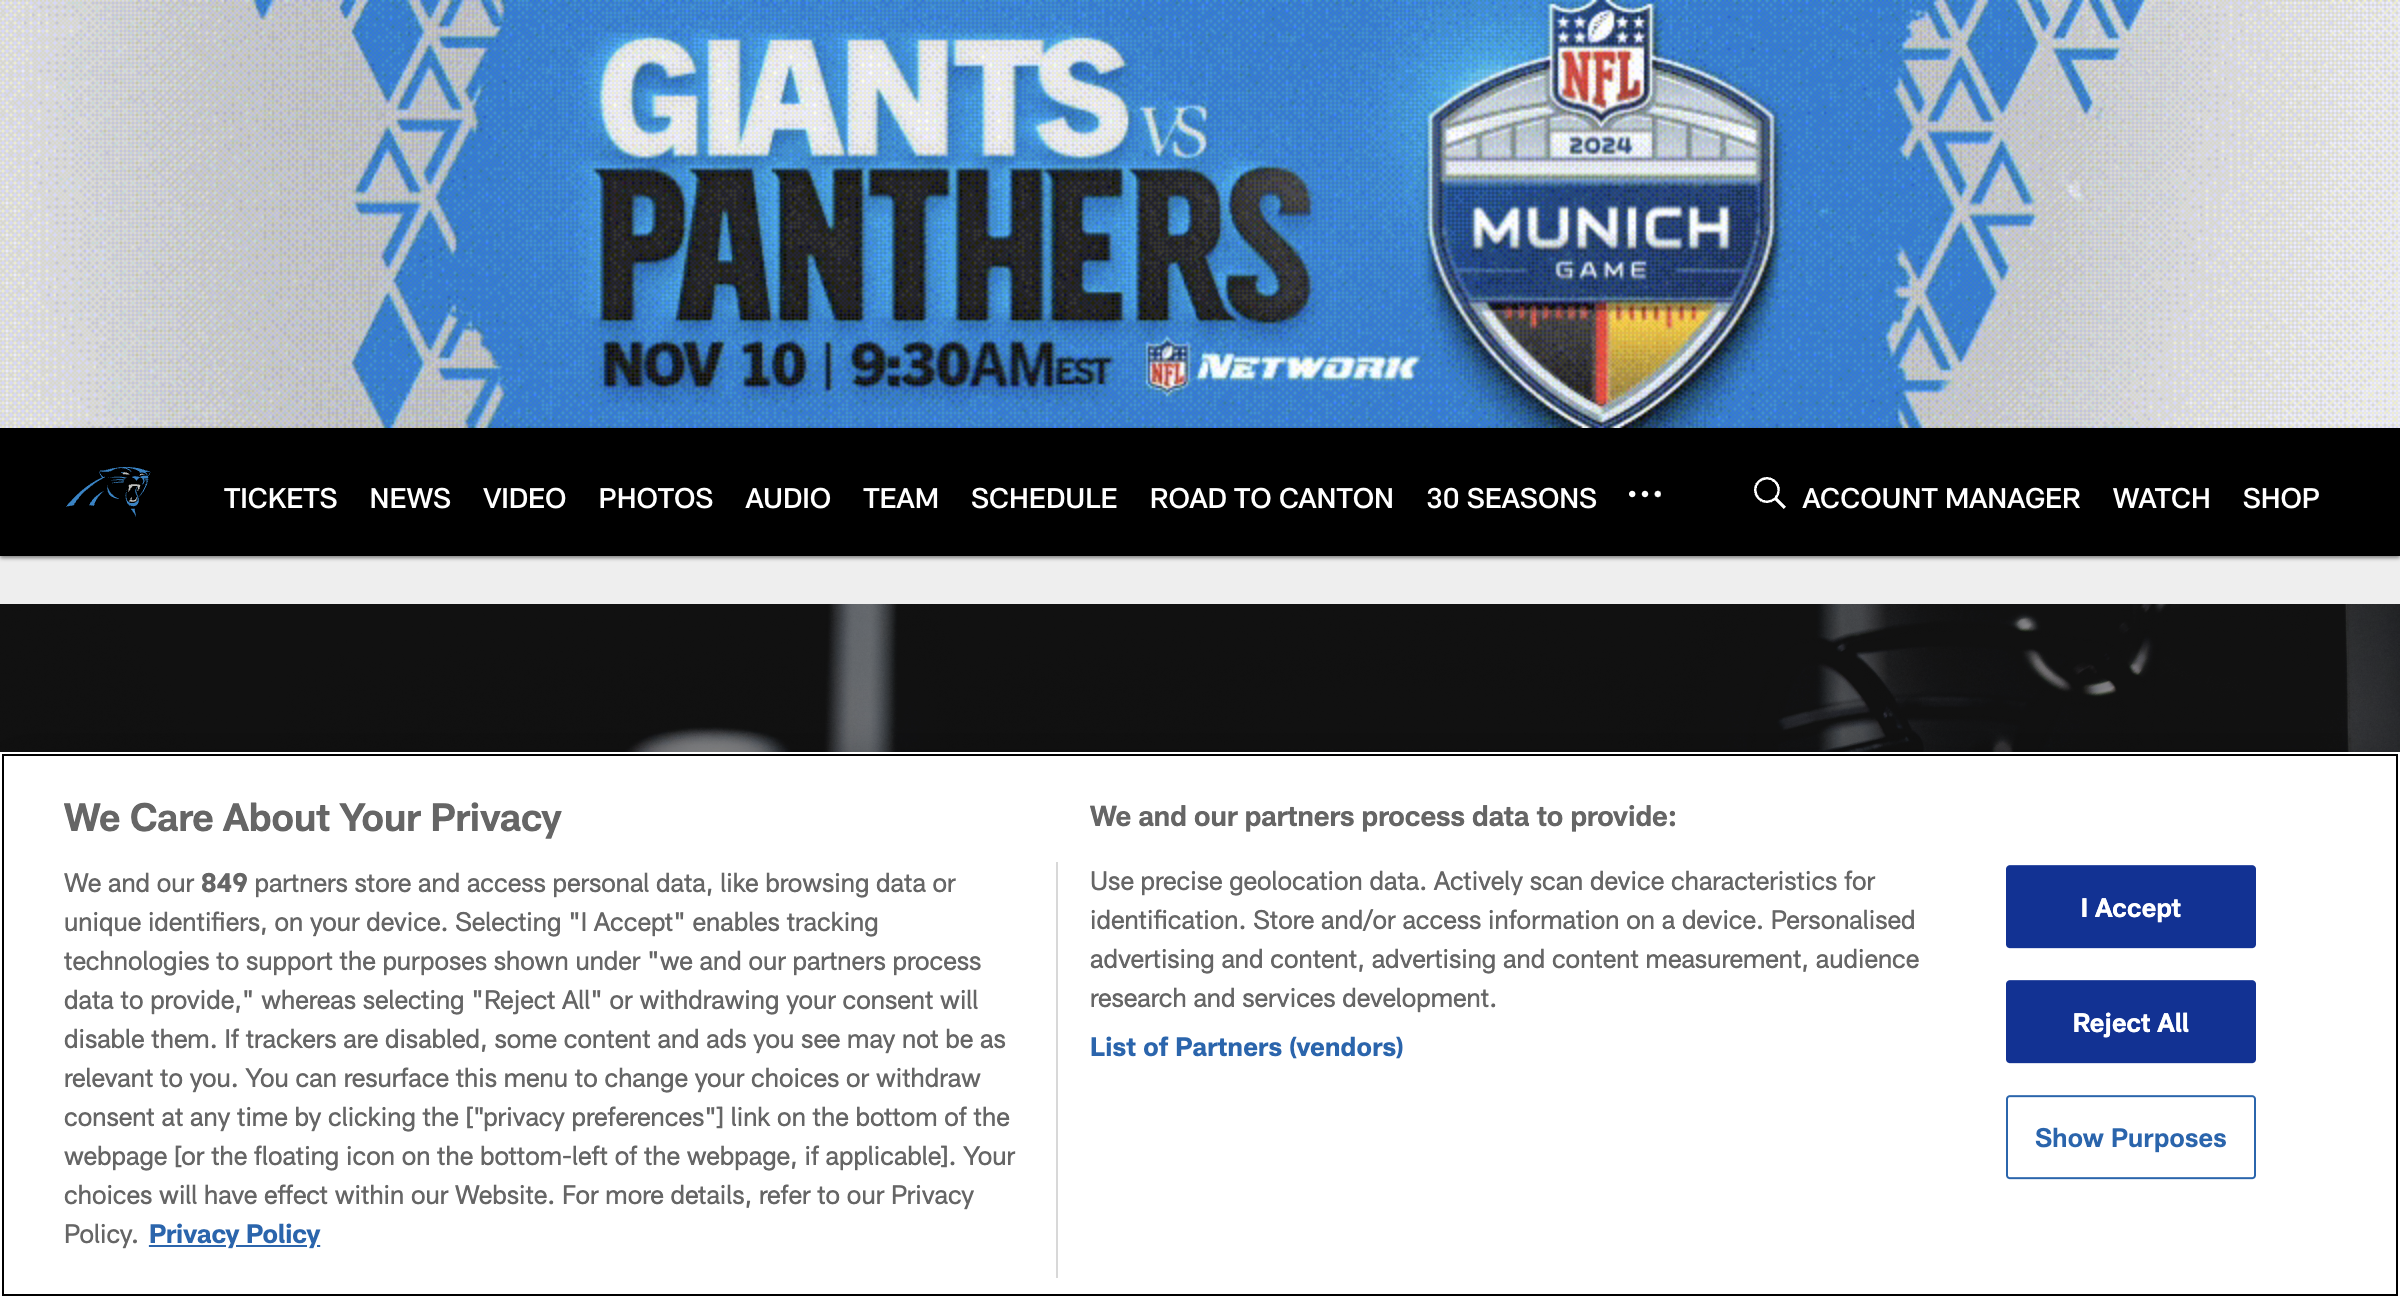 GIANTS VS
PANTHERS
NOV 10 | 9:30AM EST NFL NETWORK
NFL
2024
MUNICH
GAME
TICKETS NEWS VIDEO PHOTOS AUDIO TEAM SCHEDULE ROAD TO CANTON 30 SEASONS ••• ACCOUNT MANAGER WATCH SHOP
We Care About Your Privacy
We and our 849 partners store and access personal data, like browsing data or
unique identifiers, on your device. Selecting "I Accept" enables tracking
technologies to support the purposes shown under "we and our partners process
data to provide," whereas selecting "Reject All" or withdrawing your consent will
disable them. If trackers are disabled, some content and ads you see may not be as
relevant to you. You can resurface this menu to change your choices or withdraw
consent at any time by clicking the ["privacy preferences"] link on the bottom of the
webpage [or the floating icon on the bottom-left of the webpage, if applicable]. Your
choices will have effect within our Website. For more details, refer to our Privacy
Policy. Privacy Policy
We and our partners process data to provide:
Use precise geolocation data. Actively scan device characteristics for
identification. Store and/or access information on a device. Personalised
advertising and content, advertising and content measurement, audience
research and services development.
List of Partners (vendors)
I Accept
Reject All
Show Purposes